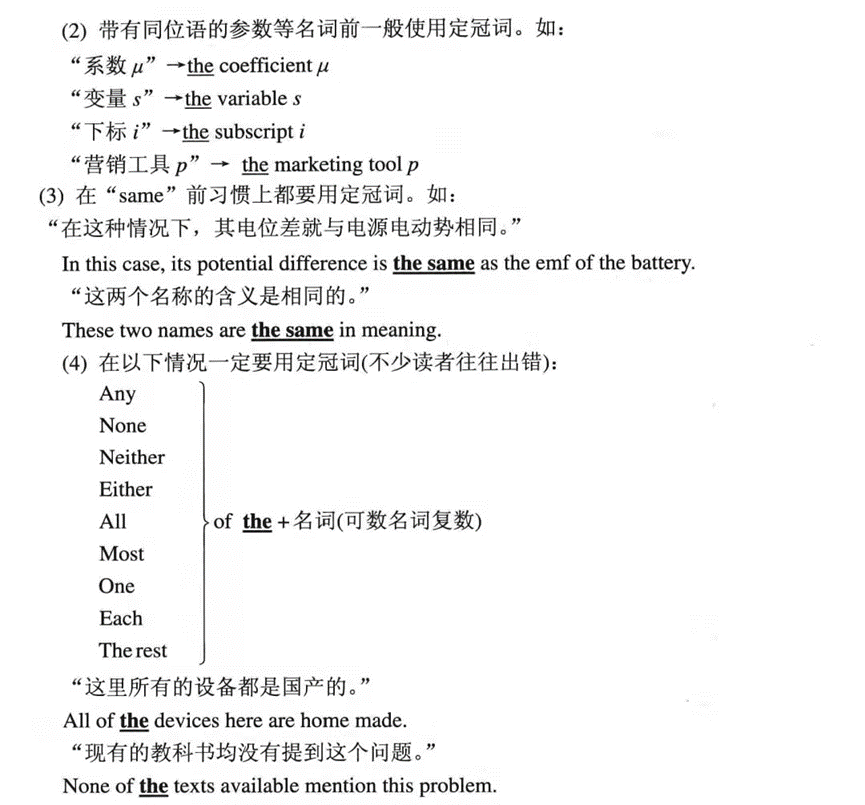 (2) 带有同位语的参数等名词前一般使用定冠词。如：
“系数 μ” →the coefficient μ
“变量 s” →the variable s
“下标 i” →the subscript i
“营销工具 p” → the marketing tool p
(3) 在“same”前习惯上都要用定冠词。如：
“在这种情况下，其电位差就与电源电动势相同。”
In this case, its potential difference is the same as the emf of the battery.
“这两个名称的含义是相同的。”
These two names are the same in meaning.
(4) 在以下情况一定要用定冠词(不少读者往往出错)：
Any
None
Neither
Either
All
of the +名词(可数名词复数)
Most
One
Each
The rest
“这里所有的设备都是国产的。”
All of the devices here are home made.
“现有的教科书均没有提到这个问题。”
None of the texts available mention this problem.